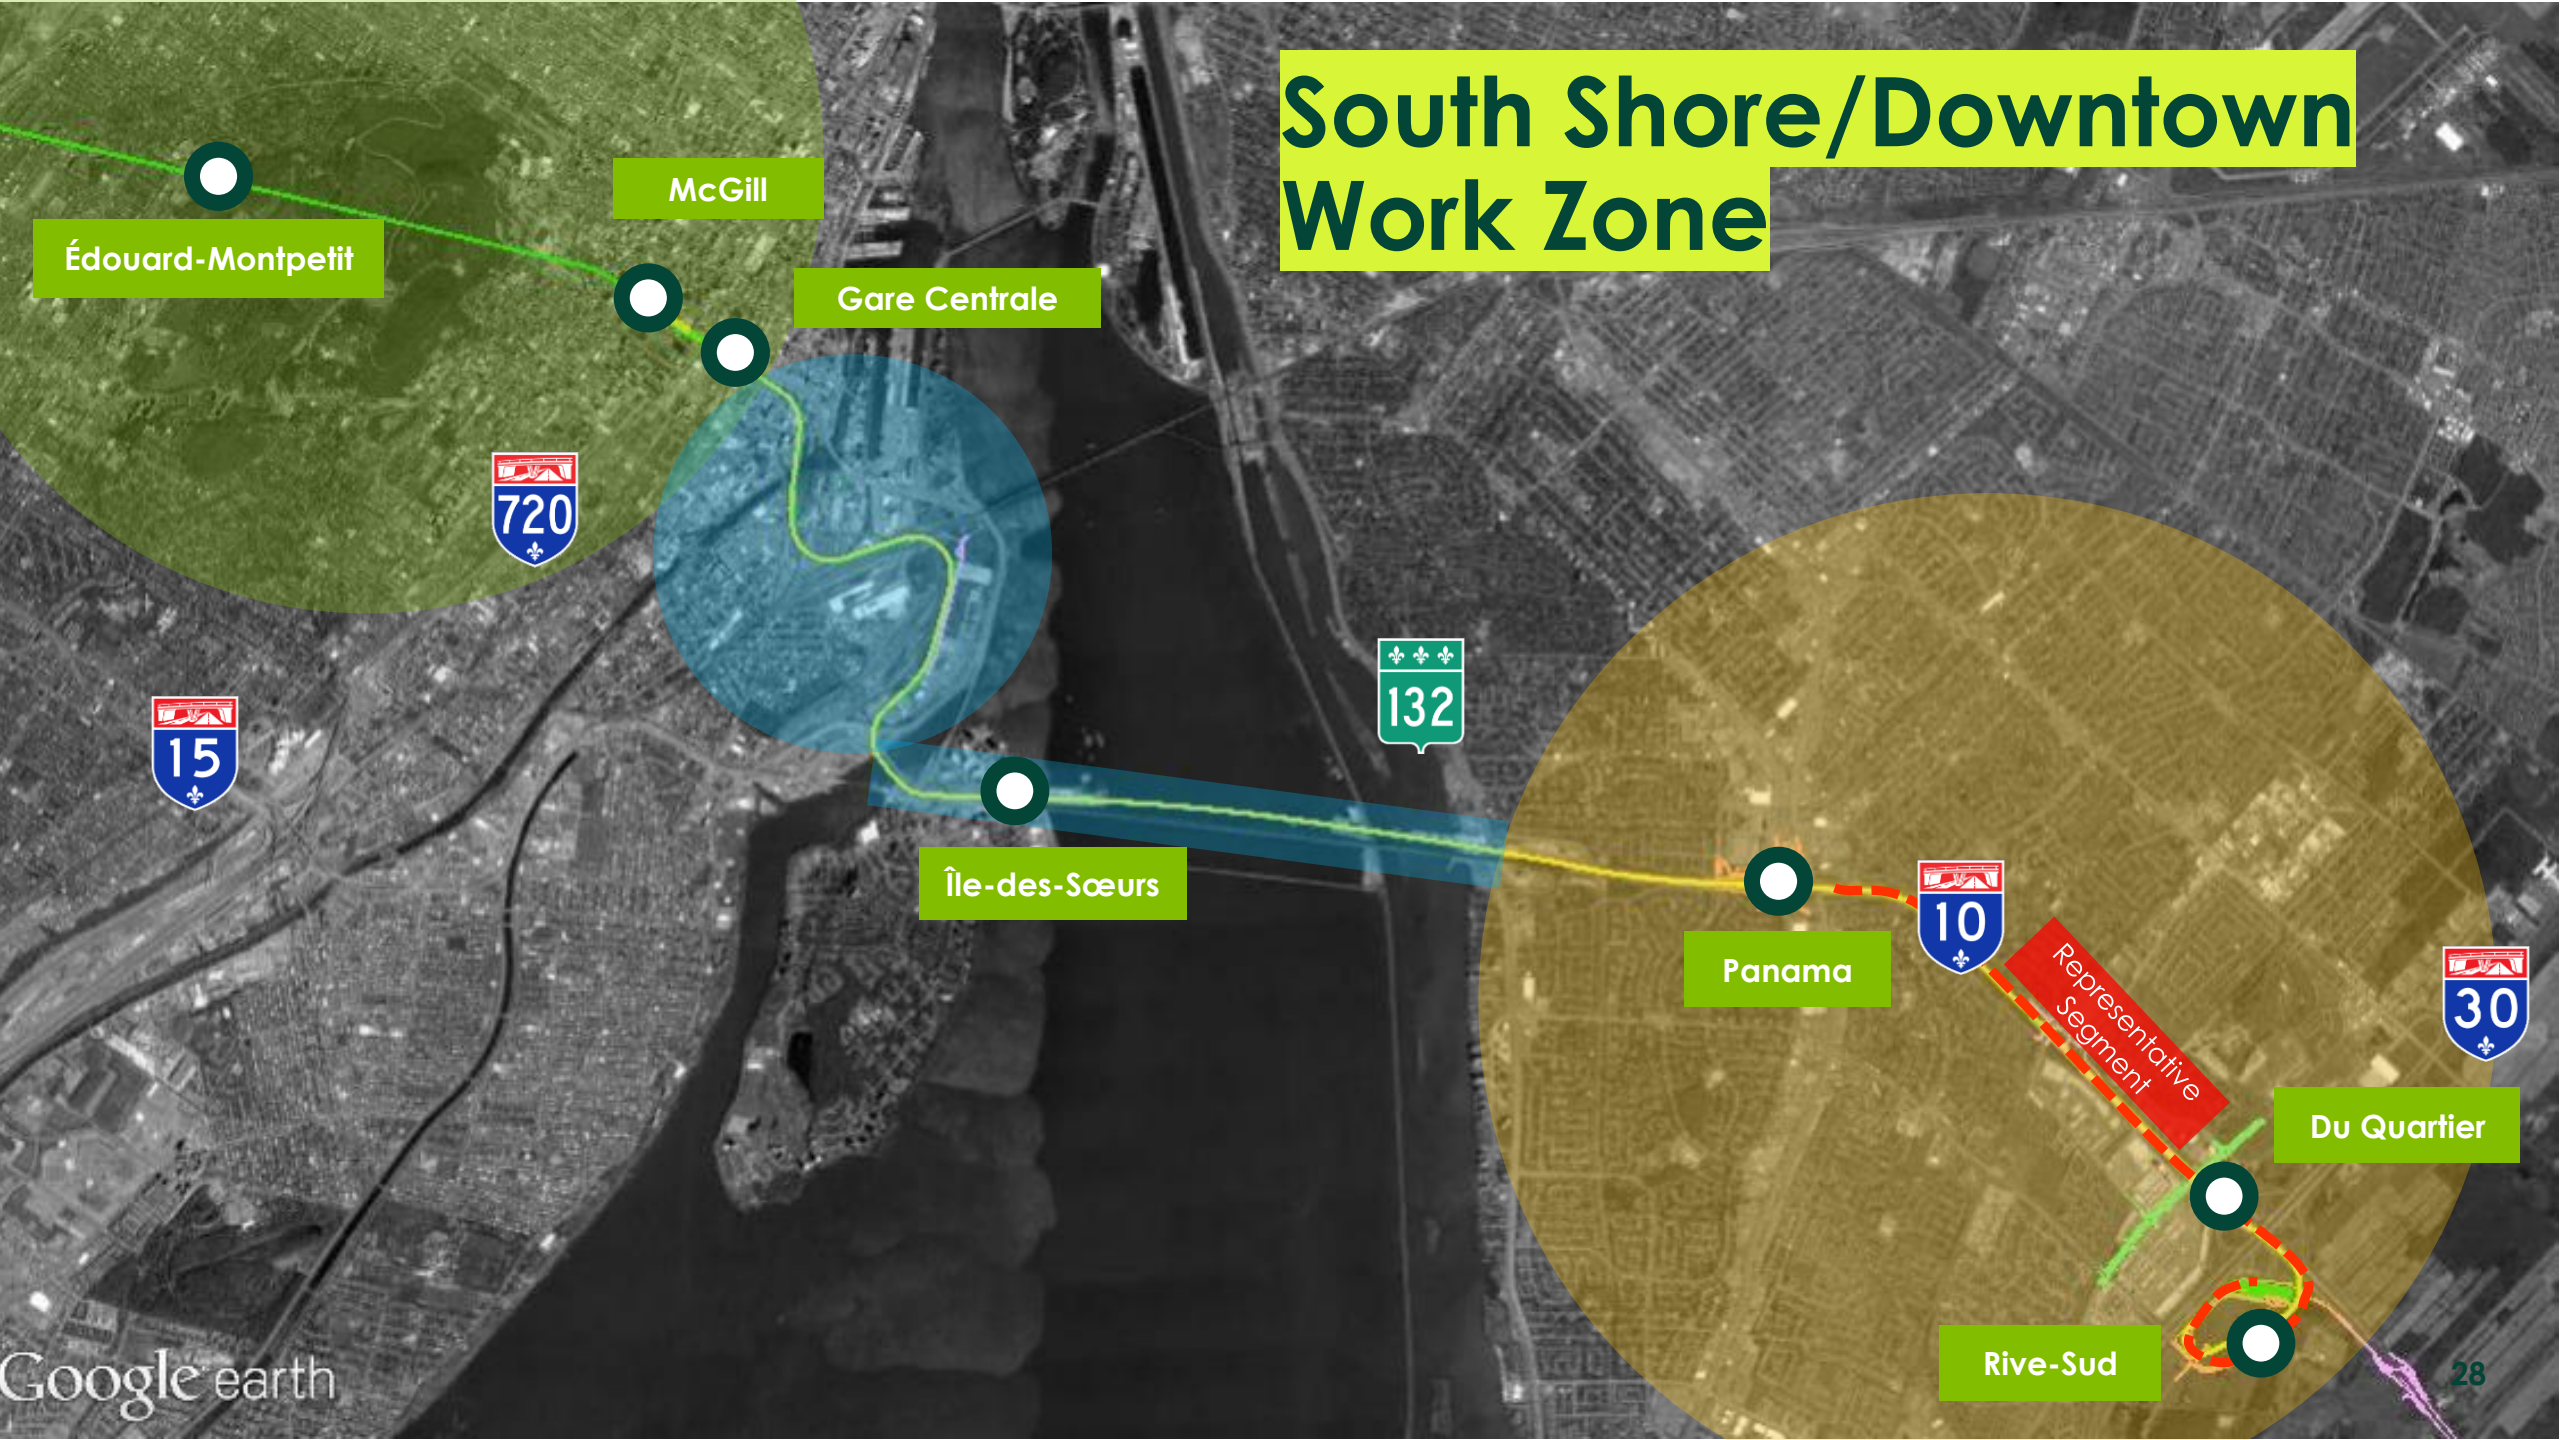 South Shore/Downtown
Work Zone
McGill
Édouard-Montpetit
Gare Centrale
720
132
15
Île-des-Sœurs
10
Panama
Representative
Segment
30
Du Quartier
Rive-Sud
28
Google earth